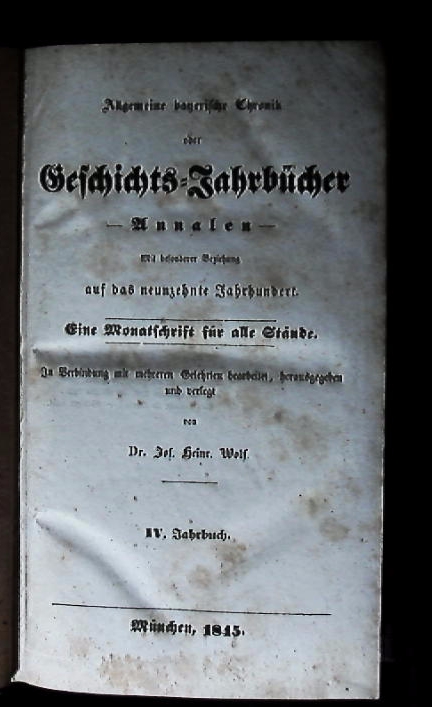 Allgemeine bayerische Chronik
oder
Geschichts-Jahrbücher
— Annalen —
Mit besonderer Beziehung
auf das neunzehnte Jahrhundert.
Eine Monatschrift für alle Stände.
In Verbindung mit mehreren Gelehrten bearbeitet, herausgegeben
und verlegt
von
Dr. Jos. Heinr. Wolf.
IV. Jahrbuch.
München, 1845.